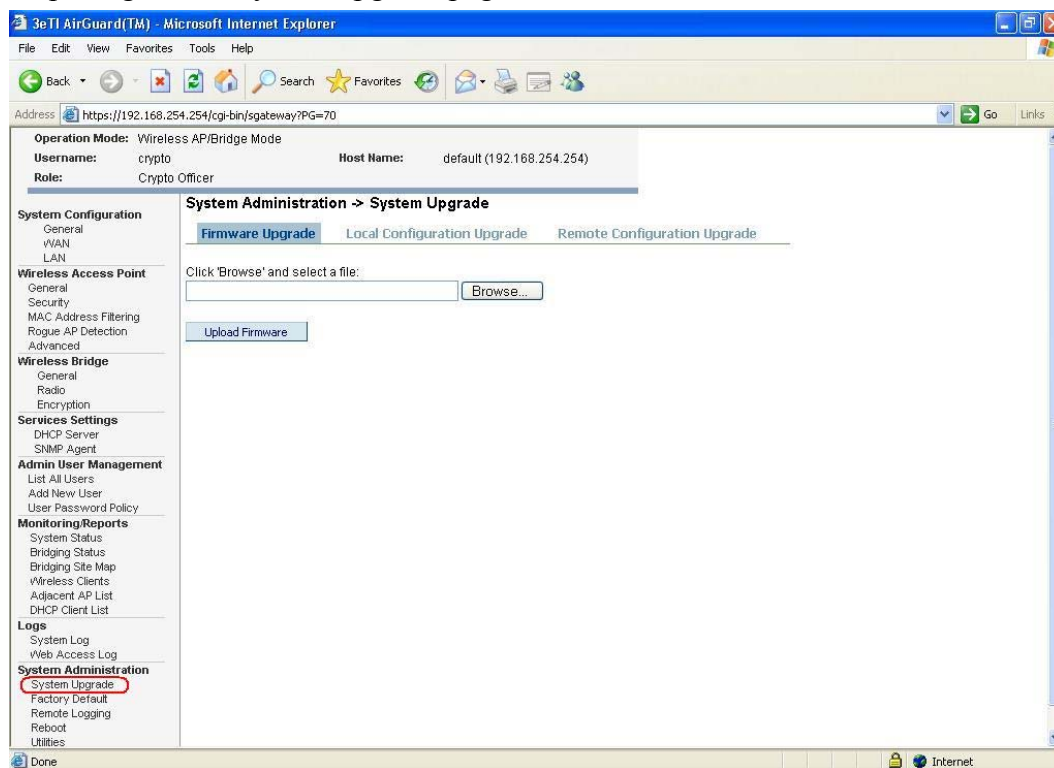 3eTI AirGuard(TM) - Microsoft Internet Explorer
File Edit View Favorites Tools Help
Back Search Favorites
Address https://192.168.254.254/cgi-bin/sgateway?PG=70 Go Links
Operation Mode: Wireless AP/Bridge Mode
Username: crypto Host Name: default (192.168.254.254)
Role: Crypto Officer
System Configuration
General
WAN
LAN
Wireless Access Point
General
Security
MAC Address Filtering
Rogue AP Detection
Advanced
Wireless Bridge
General
Radio
Encryption
Services Settings
DHCP Server
SNMP Agent
Admin User Management
List All Users
Add New User
User Password Policy
Monitoring/Reports
System Status
Bridging Status
Bridging Site Map
Wireless Clients
Adjacent AP List
DHCP Client List
Logs
System Log
Web Access Log
System Administration
System Upgrade
Factory Default
Remote Logging
Reboot
Utilities
System Administration -> System Upgrade
Firmware Upgrade Local Configuration Upgrade Remote Configuration Upgrade
Click 'Browse' and select a file:
Browse...
Upload Firmware
Done Internet